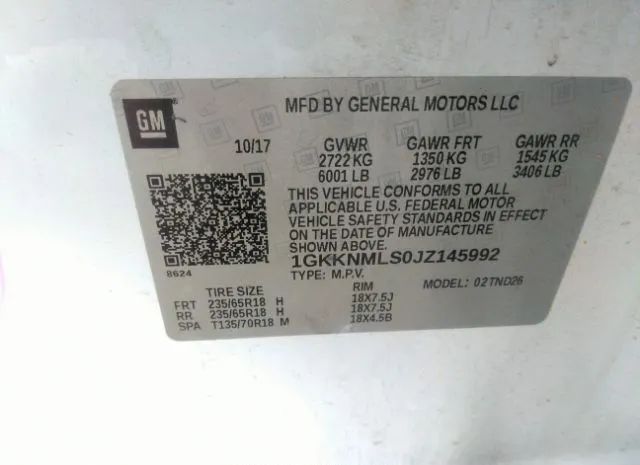 GM
MFD BY GENERAL MOTORS LLC
10/17 GVWR GAWR FRT GAWR RR
2722 KG 1350 KG 1545 KG
6001 LB 2976 LB 3406 LB
THIS VEHICLE CONFORMS TO ALL
APPLICABLE U.S. FEDERAL MOTOR
VEHICLE SAFETY STANDARDS IN EFFECT
ON THE DATE OF MANUFACTURE
SHOWN ABOVE.
1GKKNMLS0JZ145992
8624
TYPE: M.P.V. MODEL: 02TND26
TIRE SIZE RIM
FRT 235/65R18 H 18X7.5J
RR 235/65R18 H 18X7.5J
SPA T135/70R18 M 18X4.5B